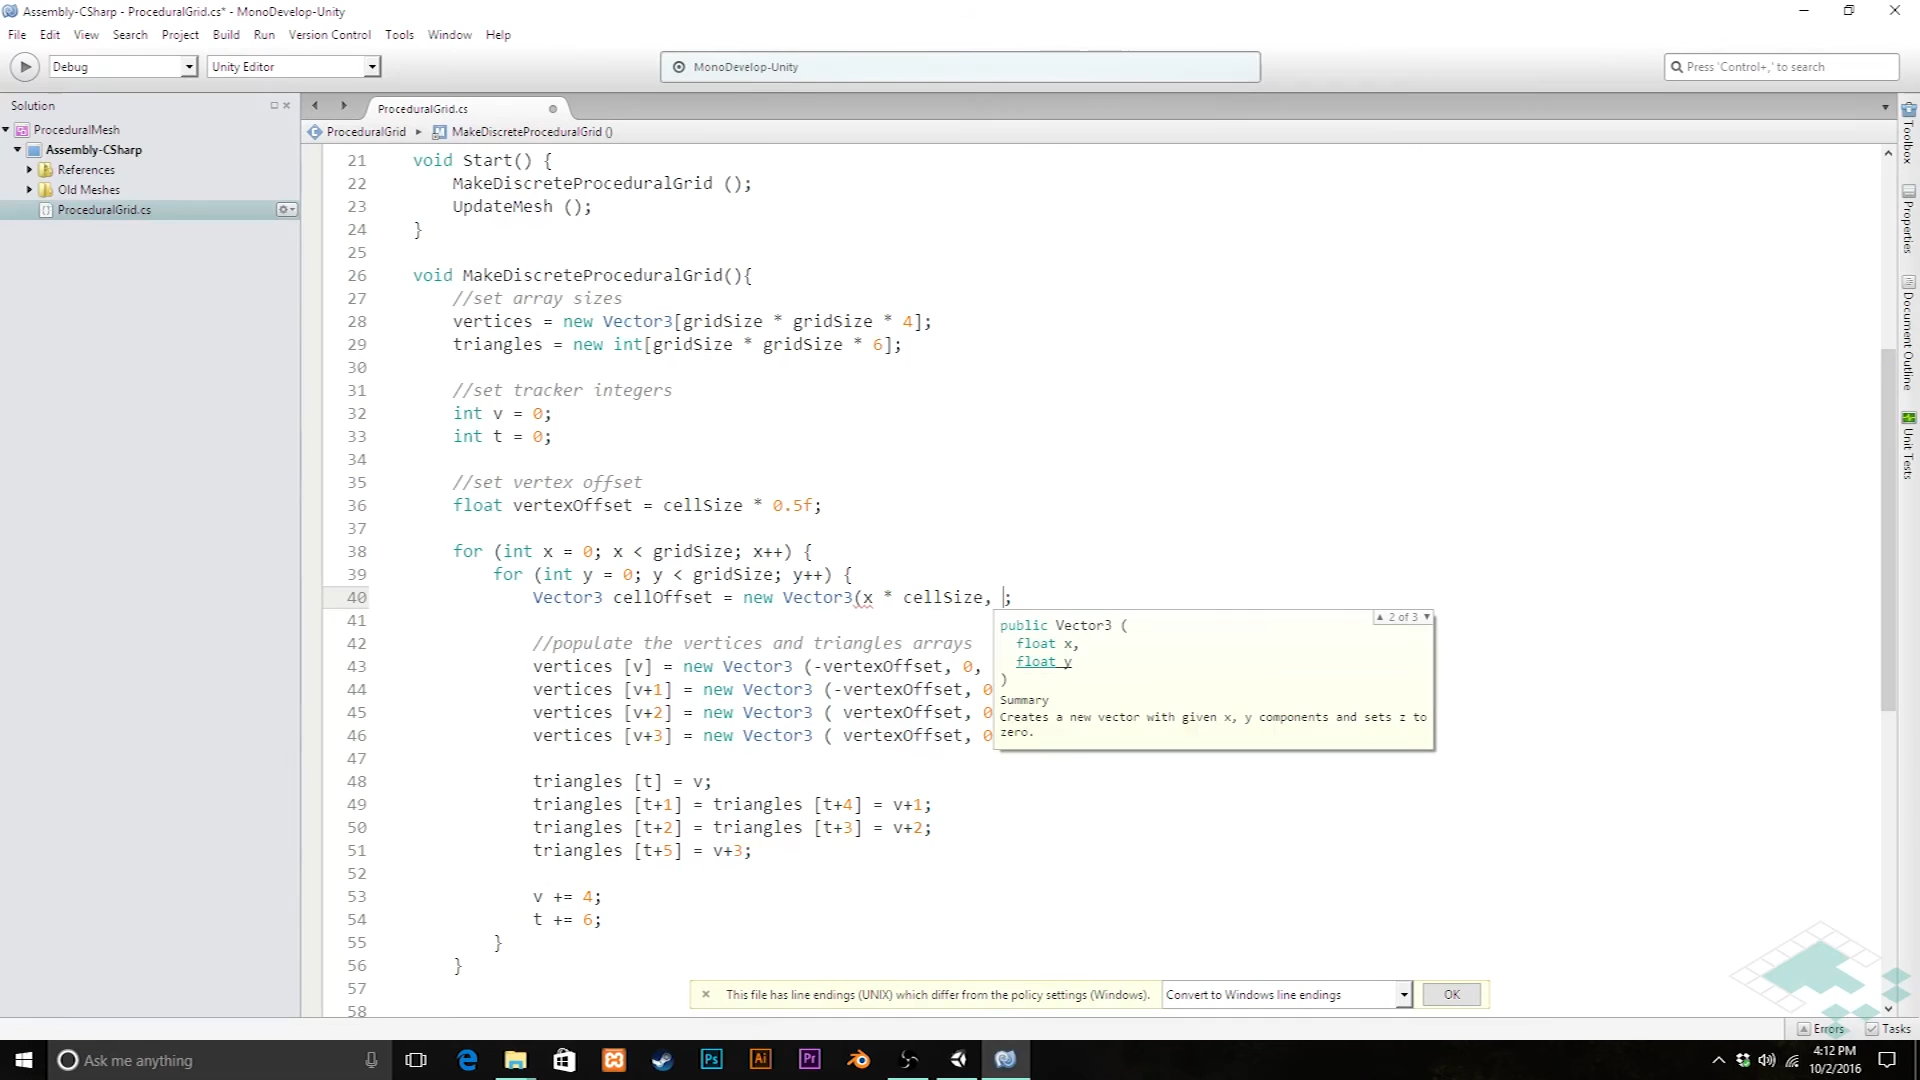 Assembly-CSharp - ProceduralGrid.cs* - MonoDevelop-Unity
File Edit View Search Project Build Run Version Control Tools Window Help
Debug Unity Editor MonoDevelop-Unity Press 'Control+,' to search
Solution
ProceduralMesh
Assembly-CSharp
References
Old Meshes
ProceduralGrid.cs
ProceduralGrid.cs
ProceduralGrid MakeDiscreteProceduralGrid ()
21 void Start() {
22 MakeDiscreteProceduralGrid ();
23 UpdateMesh ();
24 }
25
26 void MakeDiscreteProceduralGrid(){
27 //set array sizes
28 vertices = new Vector3[gridSize * gridSize * 4];
29 triangles = new int[gridSize * gridSize * 6];
30
31 //set tracker integers
32 int v = 0;
33 int t = 0;
34
35 //set vertex offset
36 float vertexOffset = cellSize * 0.5f;
37
38 for (int x = 0; x < gridSize; x++) {
39 for (int y = 0; y < gridSize; y++) {
40 Vector3 cellOffset = new Vector3(x * cellSize, ;
41
42 //populate the vertices and triangles arrays
43 vertices [v] = new Vector3 (-vertexOffset, 0,
44 vertices [v+1] = new Vector3 (-vertexOffset, 0
45 vertices [v+2] = new Vector3 ( vertexOffset, 0
46 vertices [v+3] = new Vector3 ( vertexOffset, 0
47
48 triangles [t] = v;
49 triangles [t+1] = triangles [t+4] = v+1;
50 triangles [t+2] = triangles [t+3] = v+2;
51 triangles [t+5] = v+3;
52
53 v += 4;
54 t += 6;
55 }
56 }
57
58
▲ 2 of 3 ▼
public Vector3 (
float x,
float y
)
Summary
Creates a new vector with given x, y components and sets z to
zero.
This file has line endings (UNIX) which differ from the policy settings (Windows). Convert to Windows line endings OK
Toolbox
Properties
Document Outline
Unit Tests
Errors Tasks
Ask me anything
Ps
Ai
Pr
4:12 PM
10/2/2016